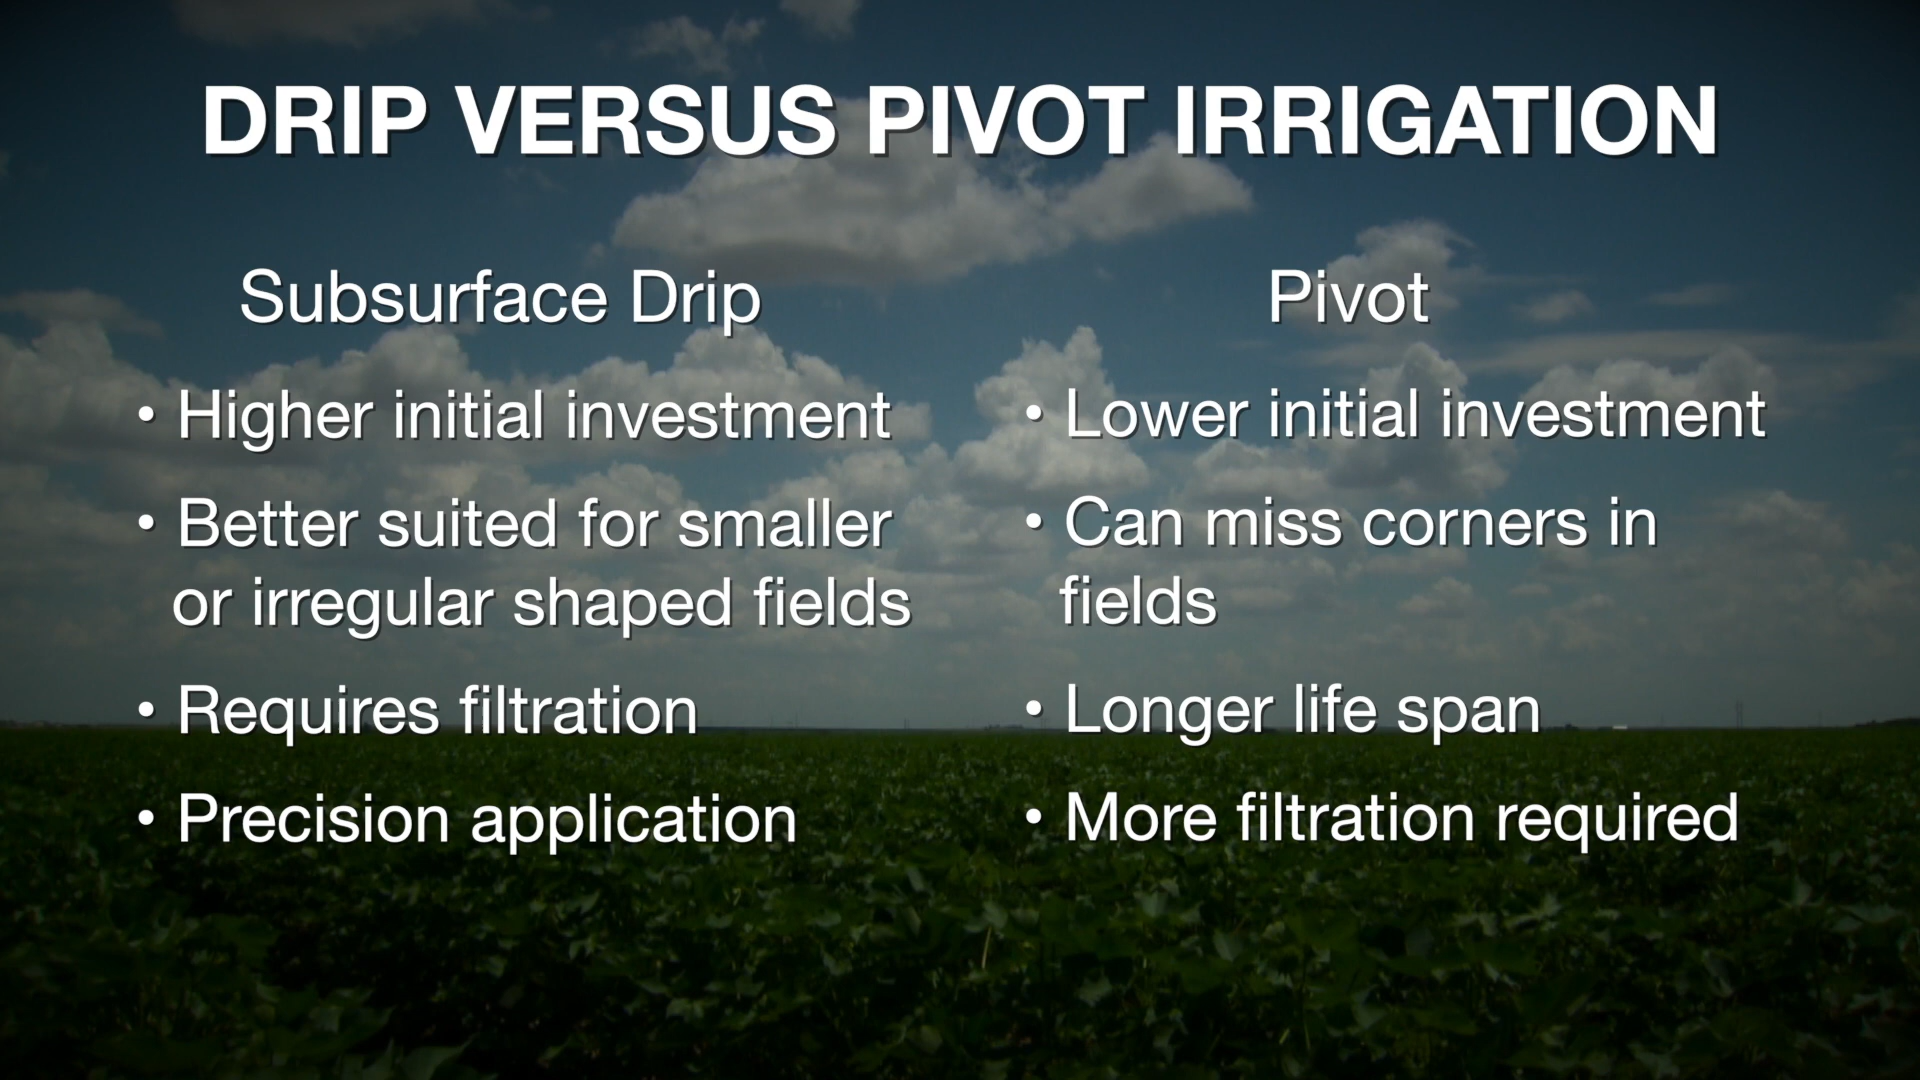 DRIP VERSUS PIVOT IRRIGATION
Subsurface Drip
• Higher initial investment
• Better suited for smaller
or irregular shaped fields
• Requires filtration
• Precision application
Pivot
• Lower initial investment
• Can miss corners in
fields
• Longer life span
• More filtration required